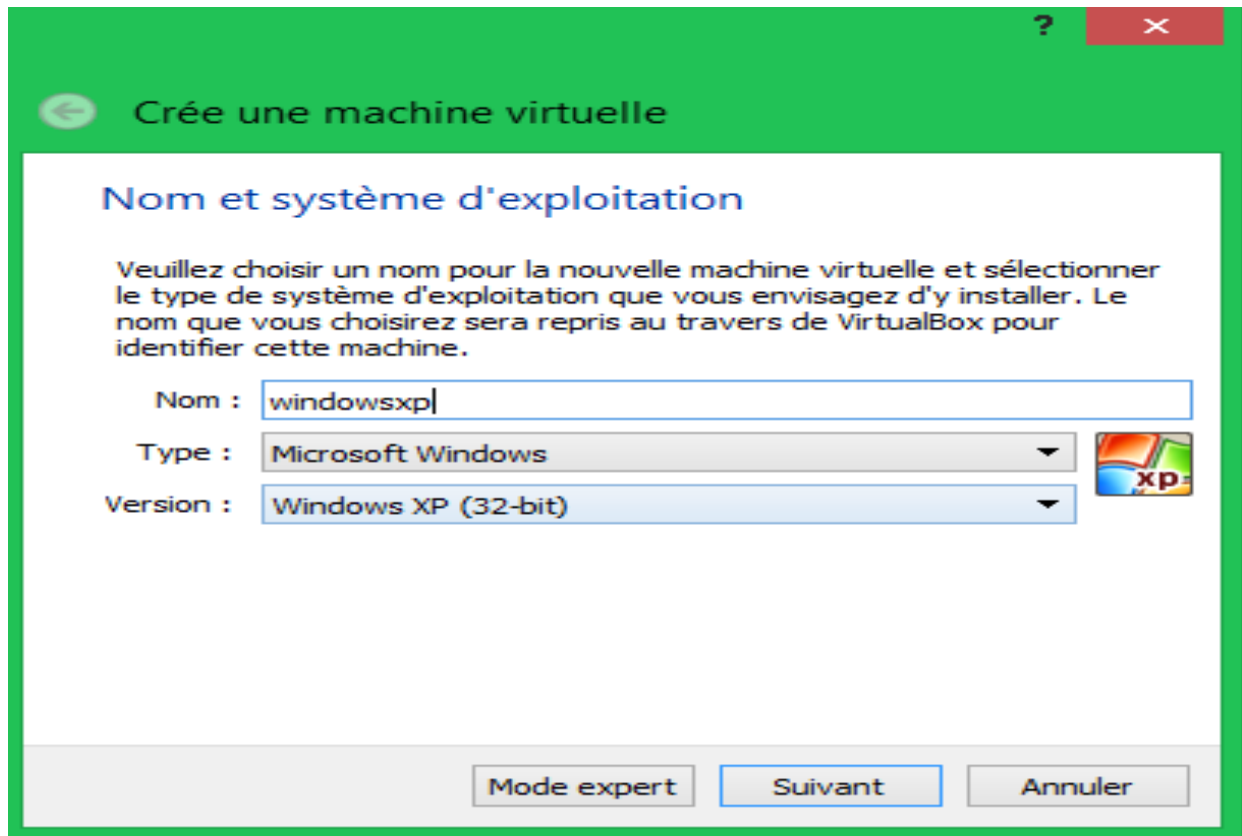 ?
Crée une machine virtuelle
Nom et système d'exploitation
Veuillez choisir un nom pour la nouvelle machine virtuelle et sélectionner
le type de système d'exploitation que vous envisagez d'y installer. Le
nom que vous choisirez sera repris au travers de VirtualBox pour
identifier cette machine.
Nom : windowsxp
Type : Microsoft Windows
xp
Version : Windows XP (32-bit)
Mode expert Suivant Annuler